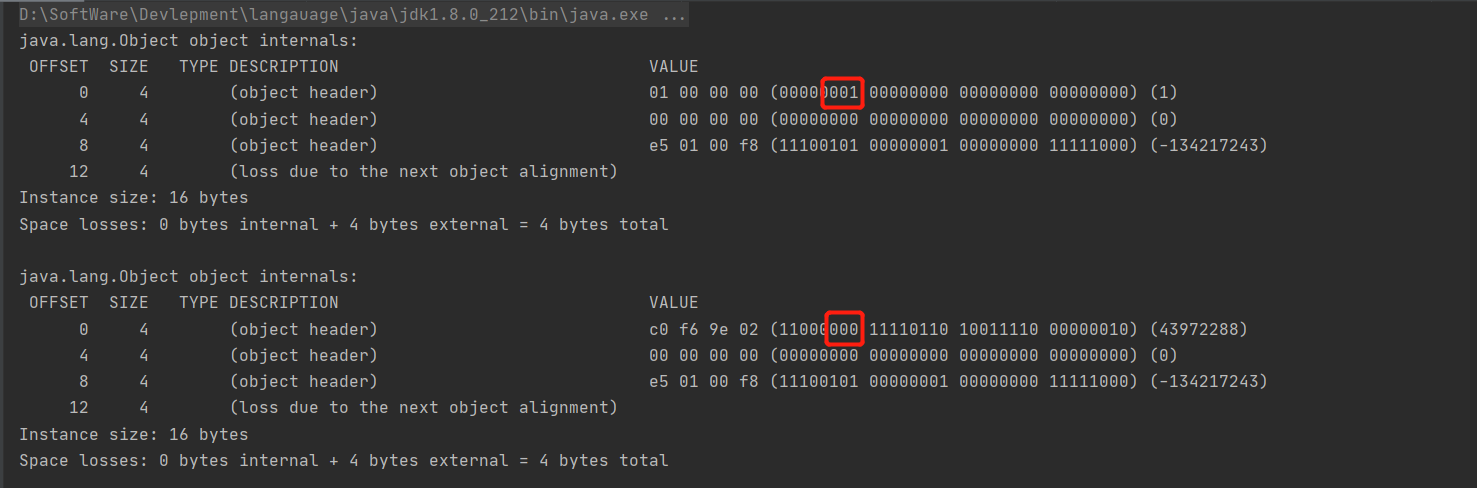 D:\SoftWare\Devlepment\langauage\java\jdk1.8.0_212\bin\java.exe ...
java.lang.Object object internals:
OFFSET  SIZE   TYPE DESCRIPTION                               VALUE
0     4        (object header)                           01 00 00 00 (00000001 00000000 00000000 00000000) (1)
4     4        (object header)                           00 00 00 00 (00000000 00000000 00000000 00000000) (0)
8     4        (object header)                           e5 01 00 f8 (11100101 00000001 00000000 11111000) (-134217243)
12     4        (loss due to the next object alignment)
Instance size: 16 bytes
Space losses: 0 bytes internal + 4 bytes external = 4 bytes total
java.lang.Object object internals:
OFFSET  SIZE   TYPE DESCRIPTION                               VALUE
0     4        (object header)                           c0 f6 9e 02 (11000000 11110110 10011110 00000010) (43972288)
4     4        (object header)                           00 00 00 00 (00000000 00000000 00000000 00000000) (0)
8     4        (object header)                           e5 01 00 f8 (11100101 00000001 00000000 11111000) (-134217243)
12     4        (loss due to the next object alignment)
Instance size: 16 bytes
Space losses: 0 bytes internal + 4 bytes external = 4 bytes total